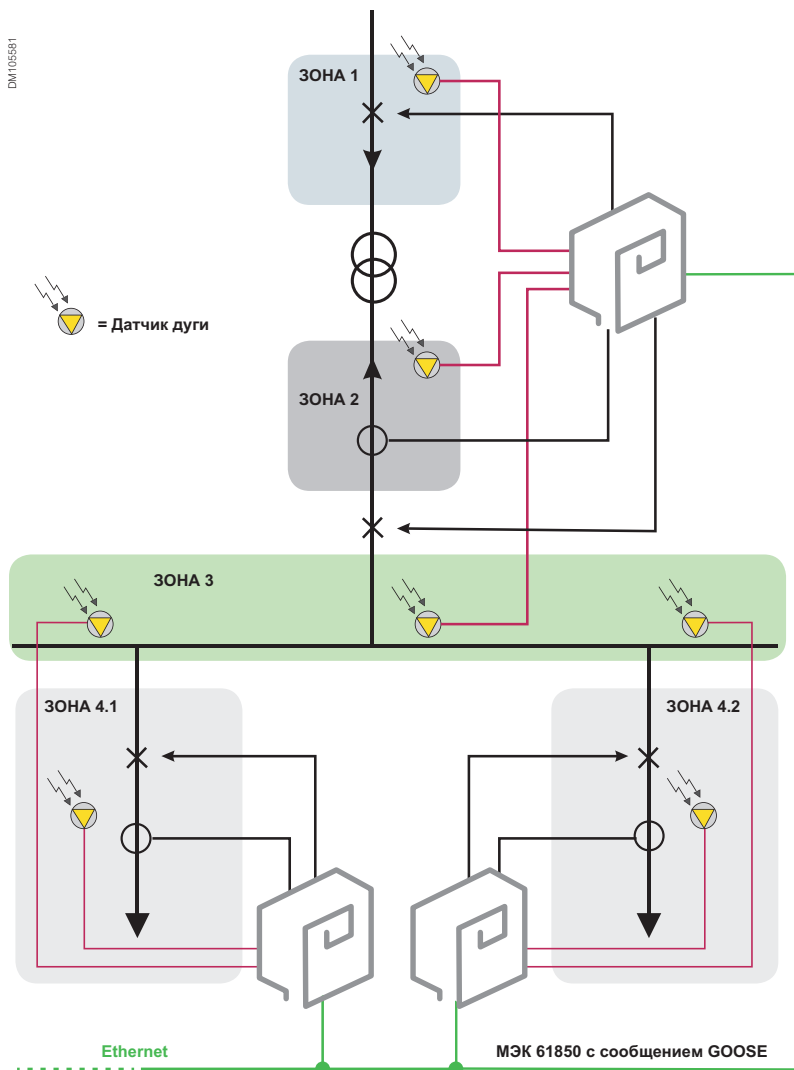 DM105581
ЗОНА 1
= Датчик дуги
ЗОНА 2
ЗОНА 3
ЗОНА 4.1
ЗОНА 4.2
Ethernet
МЭК 61850 с сообщением GOOSE